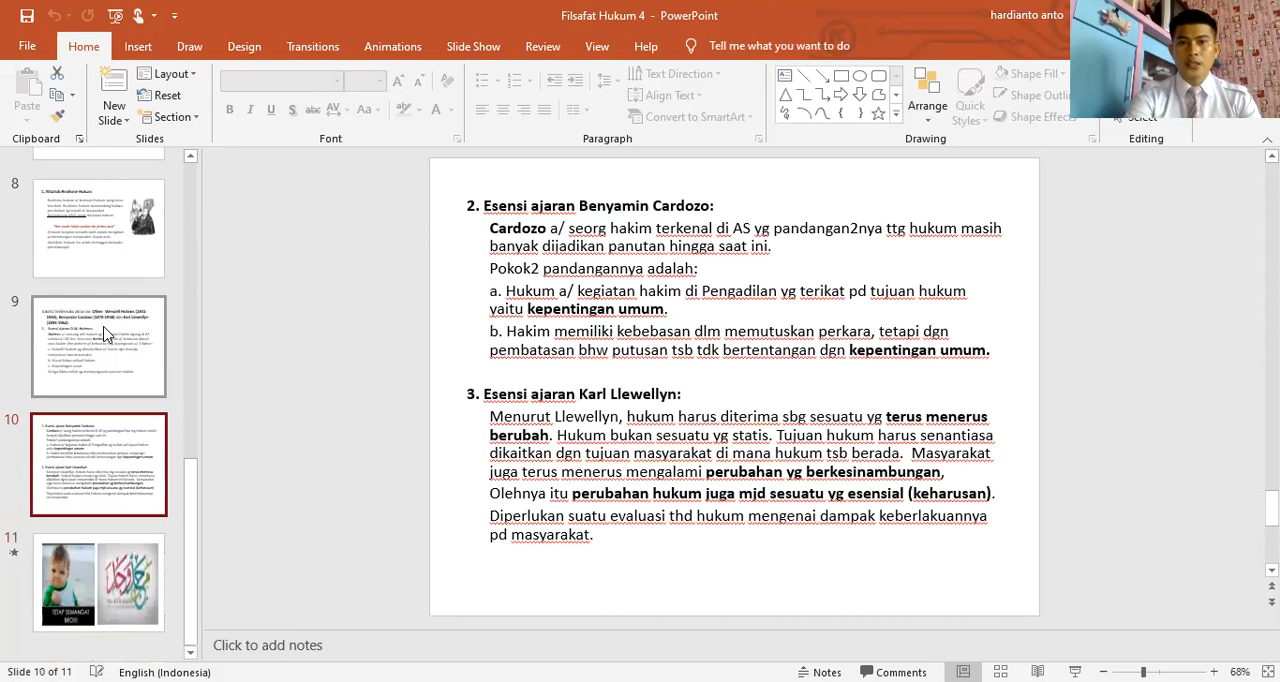 Filsafat Hukum 4 - PowerPoint
hardianto anto
File Home Insert Draw Design Transitions Animations Slide Show Review View Help Tell me what you want to do
Paste
Clipboard
New Slide
Layout
Reset
Section
Slides
B I U S abc AV Aa A
Font
Text Direction
Align Text
Convert to SmartArt
Paragraph
Arrange
Quick Styles
Shape Fill
Shape Outli
Shape Effects
Drawing
Select
Editing
8
9
10
11
TETAP SEMANGAT
BRO!!!
2. Esensi ajaran Benyamin Cardozo:
Cardozo a/ seorg hakim terkenal di AS yg pandangan2nya ttg hukum masih
banyak dijadikan panutan hingga saat ini.
Pokok2 pandangannya adalah:
a. Hukum a/ kegiatan hakim di Pengadilan yg terikat pd tujuan hukum
yaitu kepentingan umum.
b. Hakim memiliki kebebasan dlm memutus perkara, tetapi dgn
pembatasan bhw putusan tsb tdk bertentangan dgn kepentingan umum.
3. Esensi ajaran Karl Llewellyn:
Menurut Llewellyn, hukum harus diterima sbg sesuatu yg terus menerus
berubah. Hukum bukan sesuatu yg statis. Tujuan hukum harus senantiasa
dikaitkan dgn tujuan masyarakat di mana hukum tsb berada. Masyarakat
juga terus menerus mengalami perubahan berkesinambungan,
Olehnya itu perubahan hukum juga mjd sesuatu yg esensial (keharusan).
Diperlukan suatu evaluasi thd hukum mengenai dampak keberlakuannya
pd masyarakat.
Click to add notes
Slide 10 of 11 English (Indonesia) Notes Comments 68%